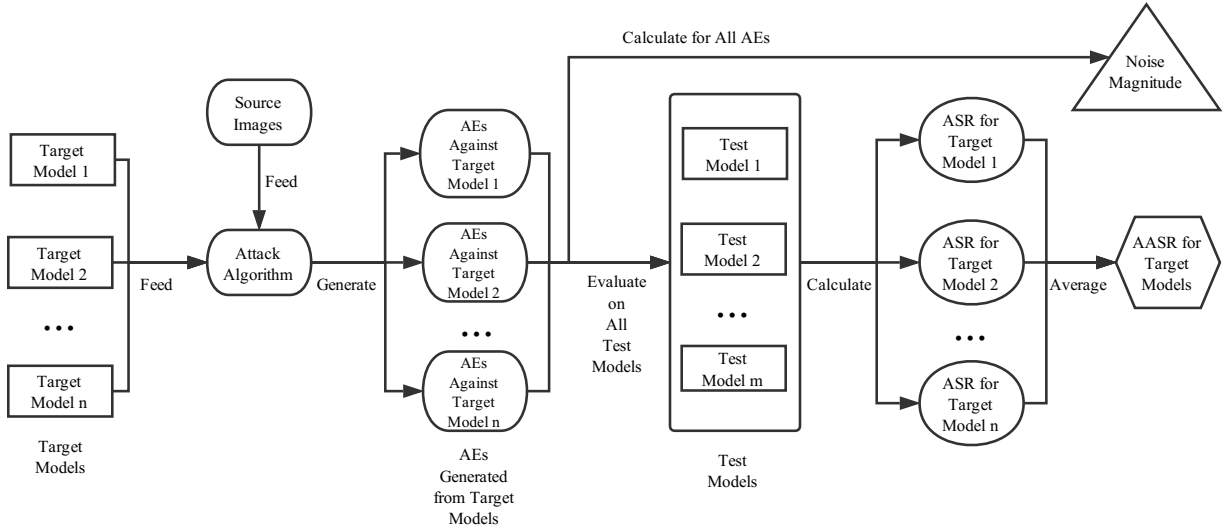 Calculate for All AEs
Noise
Magnitude
Source
Images
Feed
Target
Model 1
Target
Model 2
...
Target
Model n
Target
Models
Feed
Attack
Algorithm
Generate
AEs
Against
Target
Model 1
AEs
Against
Target
Model 2
...
AEs
Against
Target
Model n
AEs
Generated
from Target
Models
Evaluate
on
All
Test
Models
Test
Model 1
Test
Model 2
...
Test
Model m
Test
Models
Calculate
ASR for
Target
Model 1
ASR for
Target
Model 2
...
ASR for
Target
Model n
Average
AASR for
Target
Models